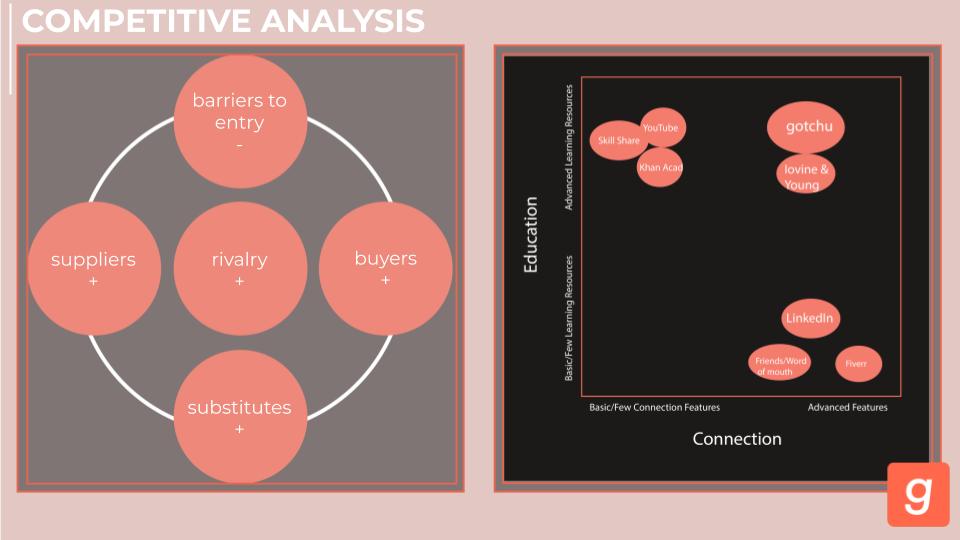 COMPETITIVE ANALYSIS
barriers to
entry
-
suppliers
+
rivalry
+
buyers
+
substitutes
+
Education
Advanced Learning Resources
Basic/Few Learning Resources
Skill Share
YouTube
Khan Acad
gotchu
Iovine &
Young
LinkedIn
Friends/Word
of mouth
Fiverr
Basic/Few Connection Features
Advanced Features
Connection
g